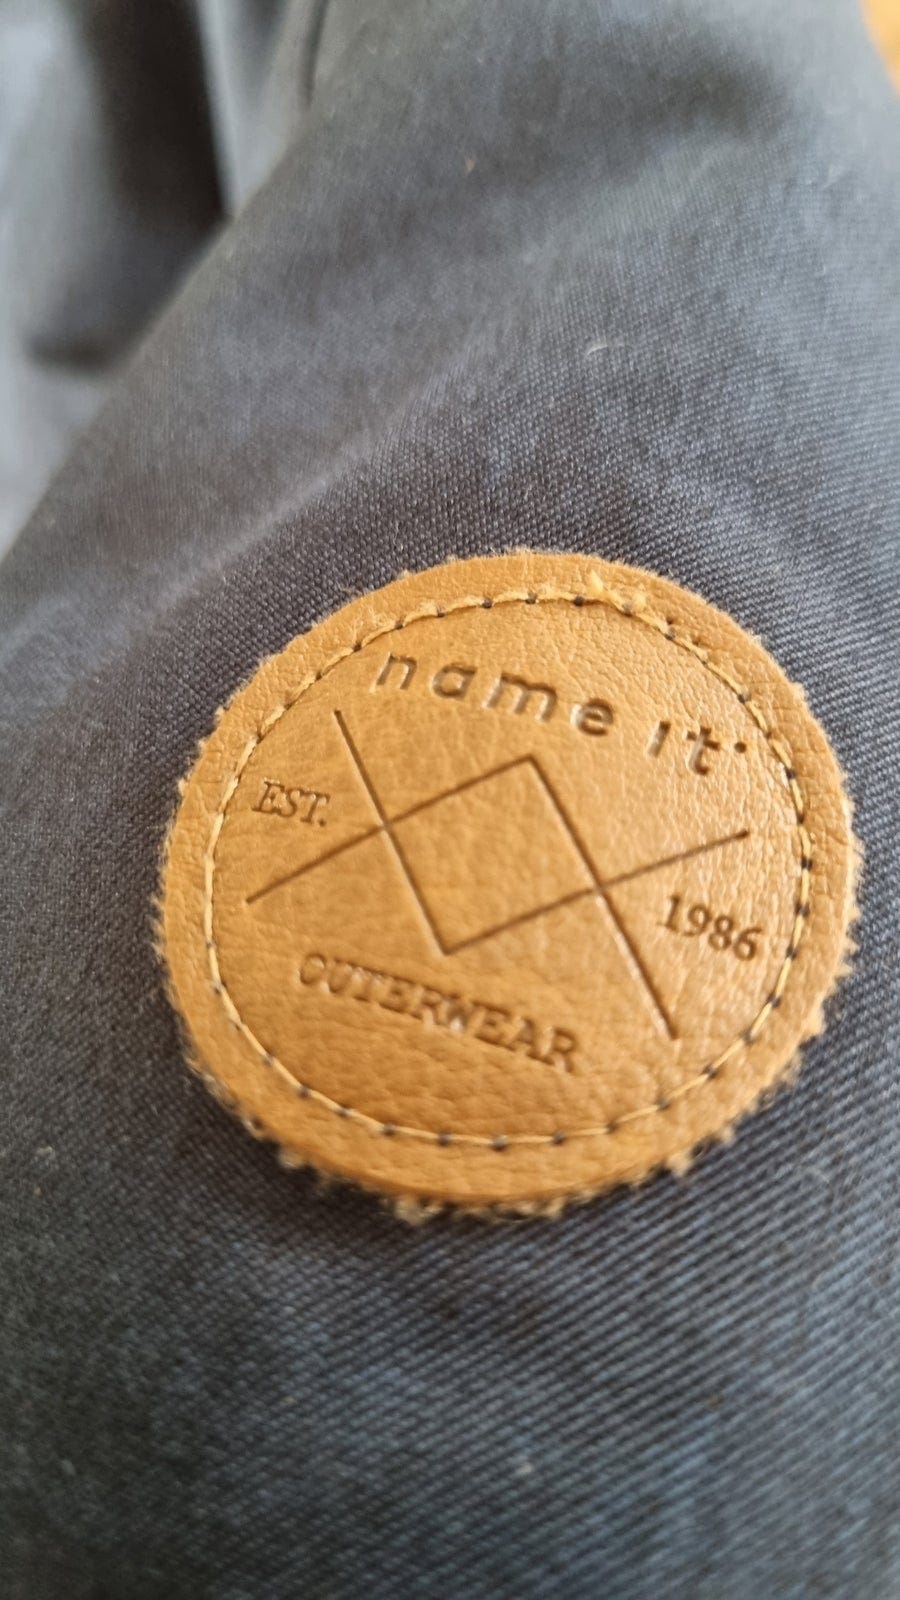 name it
EST.
1986
OUTERWEAR